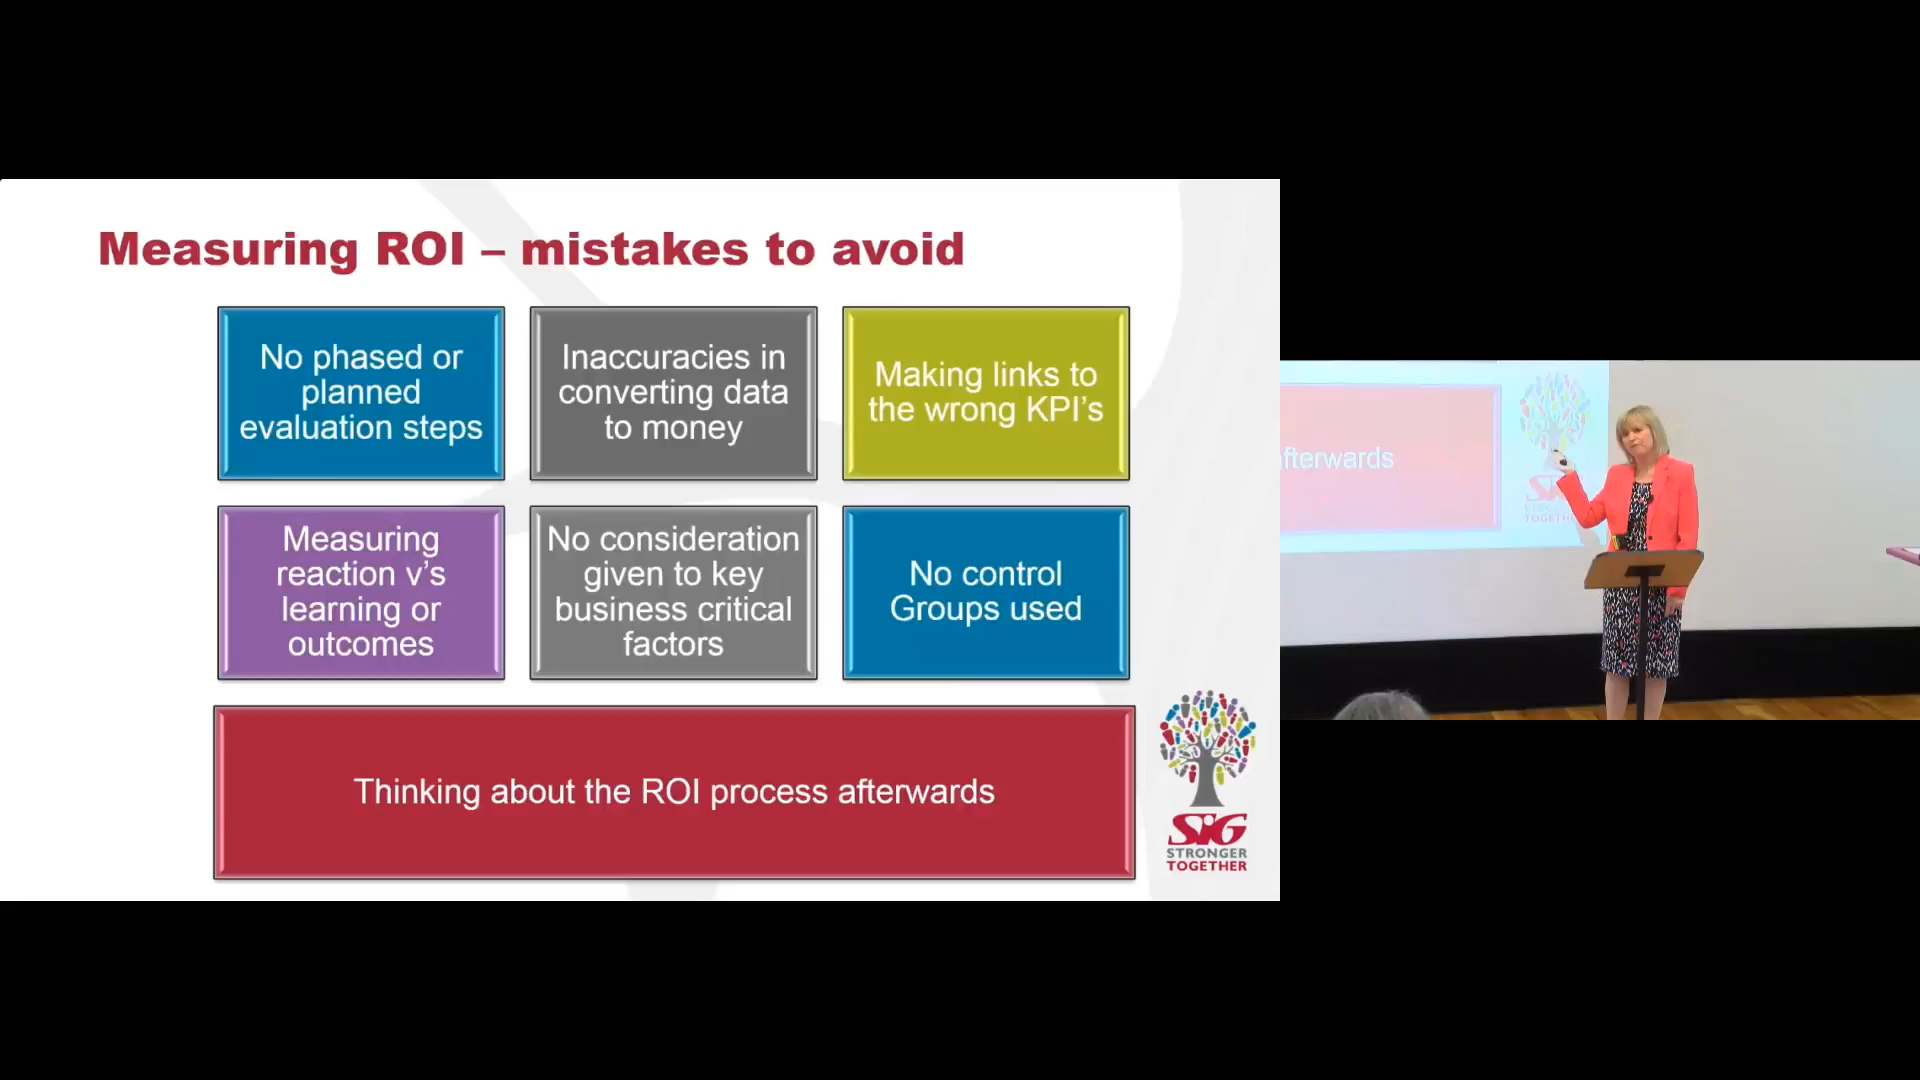 Measuring ROI – mistakes to avoid
No phased or
planned
evaluation steps
Inaccuracies in
converting data
to money
Making links to
the wrong KPI’s
Measuring
reaction v’s
learning or
outcomes
No consideration
given to key
business critical
factors
No control
Groups used
Thinking about the ROI process afterwards
SiG
STRONGER
TOGETHER
fterwards